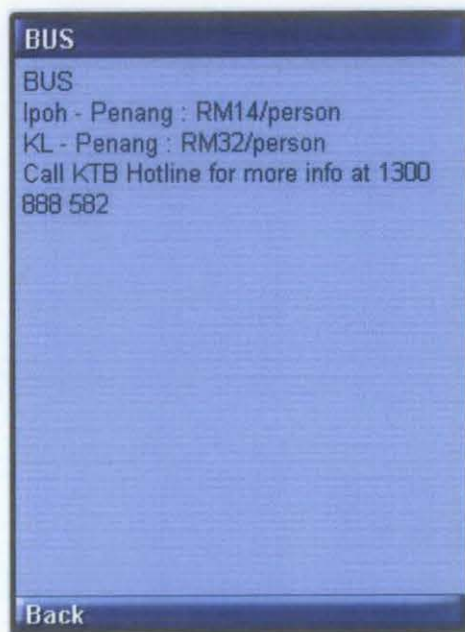 BUS
BUS
Ipoh - Penang : RM14/person
KL - Penang : RM32/person
Call KTB Hotline for more info at 1300
888 582
Back